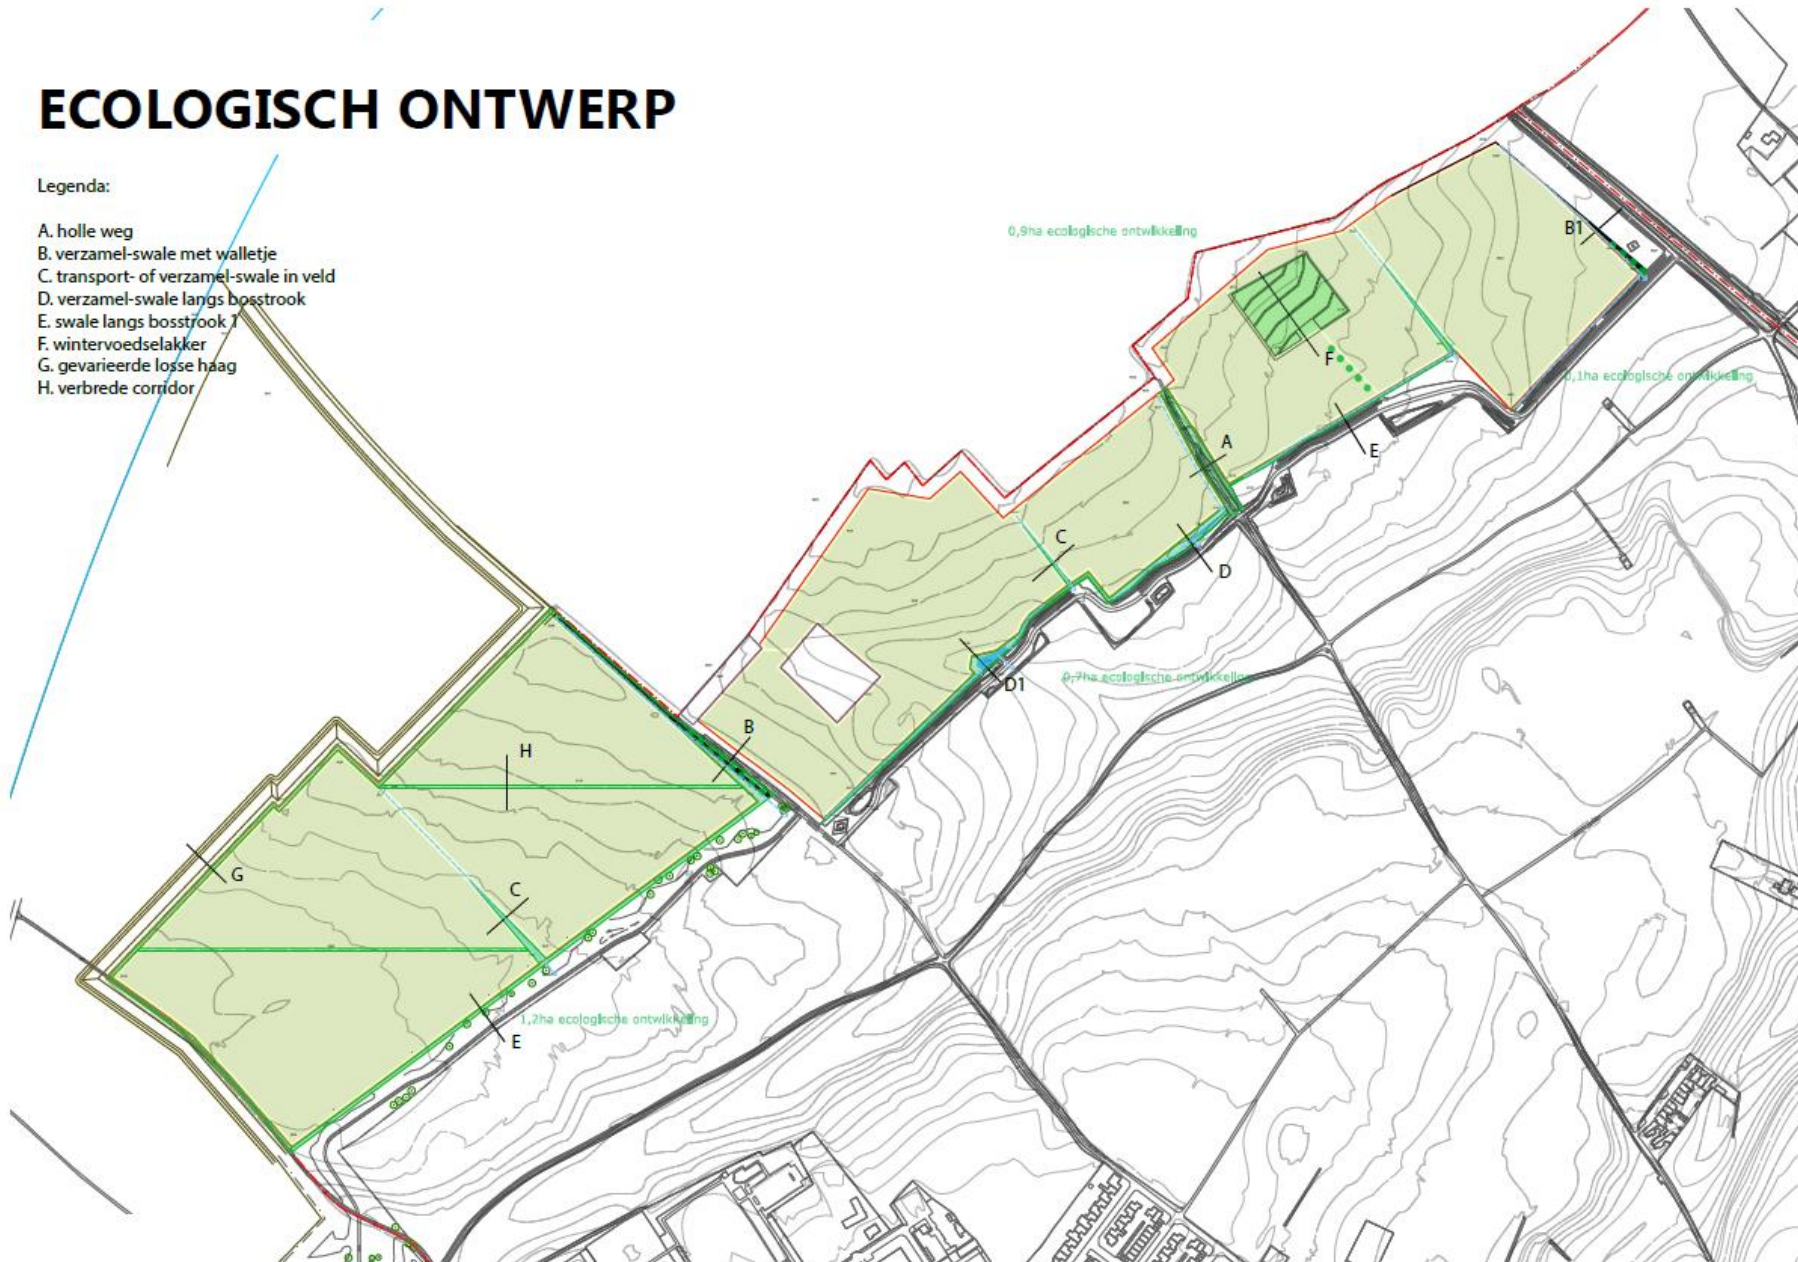 ECOLOGISCH ONTWERP
Legenda:
A. holle weg
B. verzamel-swale met walletje
C. transport- of verzamel-swale in veld
D. verzamel-swale langs bosstrook
E. swale langs bosstrook 1
F. wintervoedselakker
G. gevarieerde losse haag
H. verbrede corridor
0,9ha ecologische ontwikkeling
B1
F
0,1ha ecologische ontwikkeling
A
E
C
D
D1
0,7ha ecologische ontwikkeling
B
H
G
C
1,2ha ecologische ontwikkeling
E